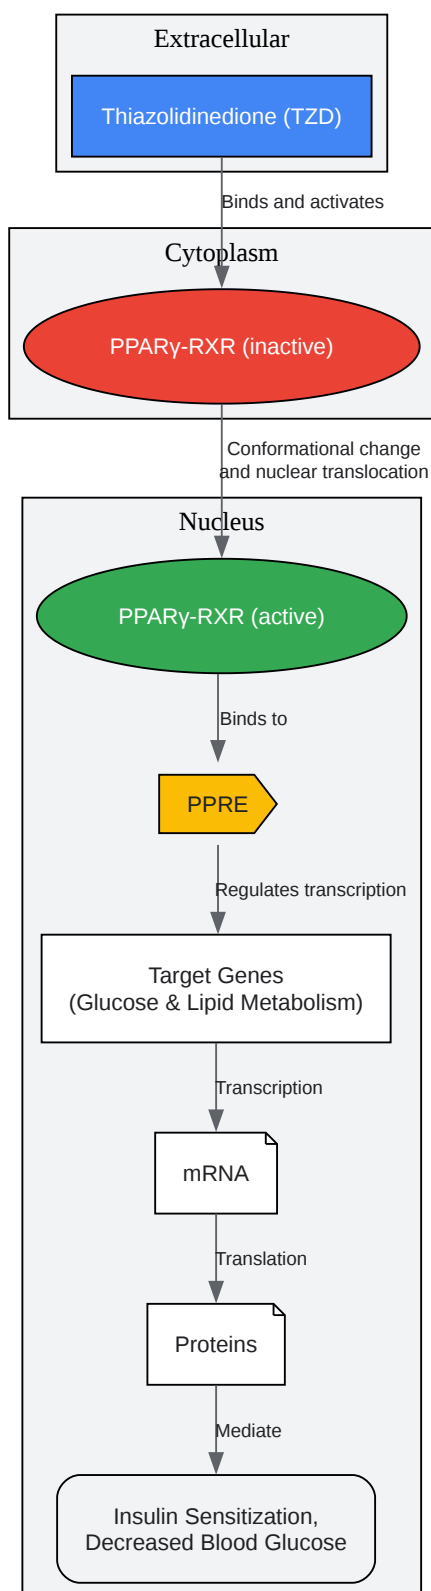 Extracellular
Thiazolidinedione (TZD)
Binds and activates
Cytoplasm
PPARγ-RXR (inactive)
Conformational change
and nuclear translocation
Nucleus
PPARγ-RXR (active)
Binds to
PPRE
Regulates transcription
Target Genes
(Glucose & Lipid Metabolism)
Transcription
mRNA
Translation
Proteins
Mediate
Insulin Sensitization,
Decreased Blood Glucose